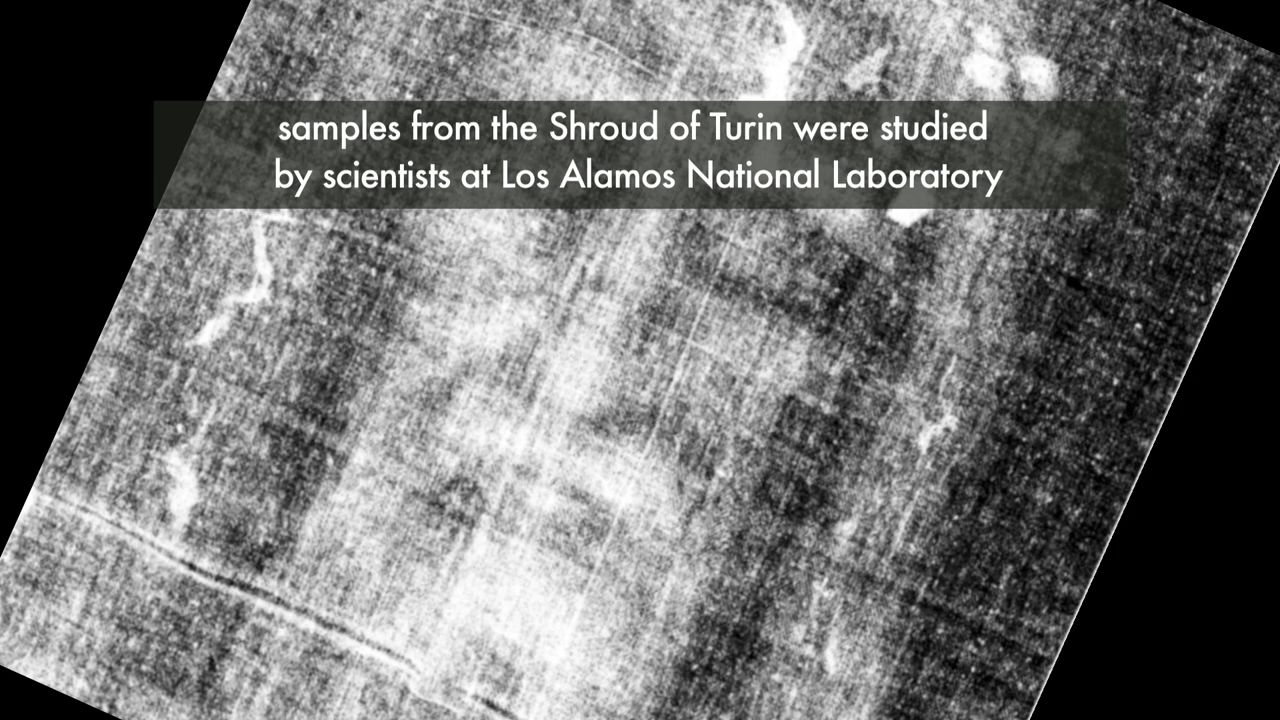 samples from the Shroud of Turin were studied
by scientists at Los Alamos National Laboratory